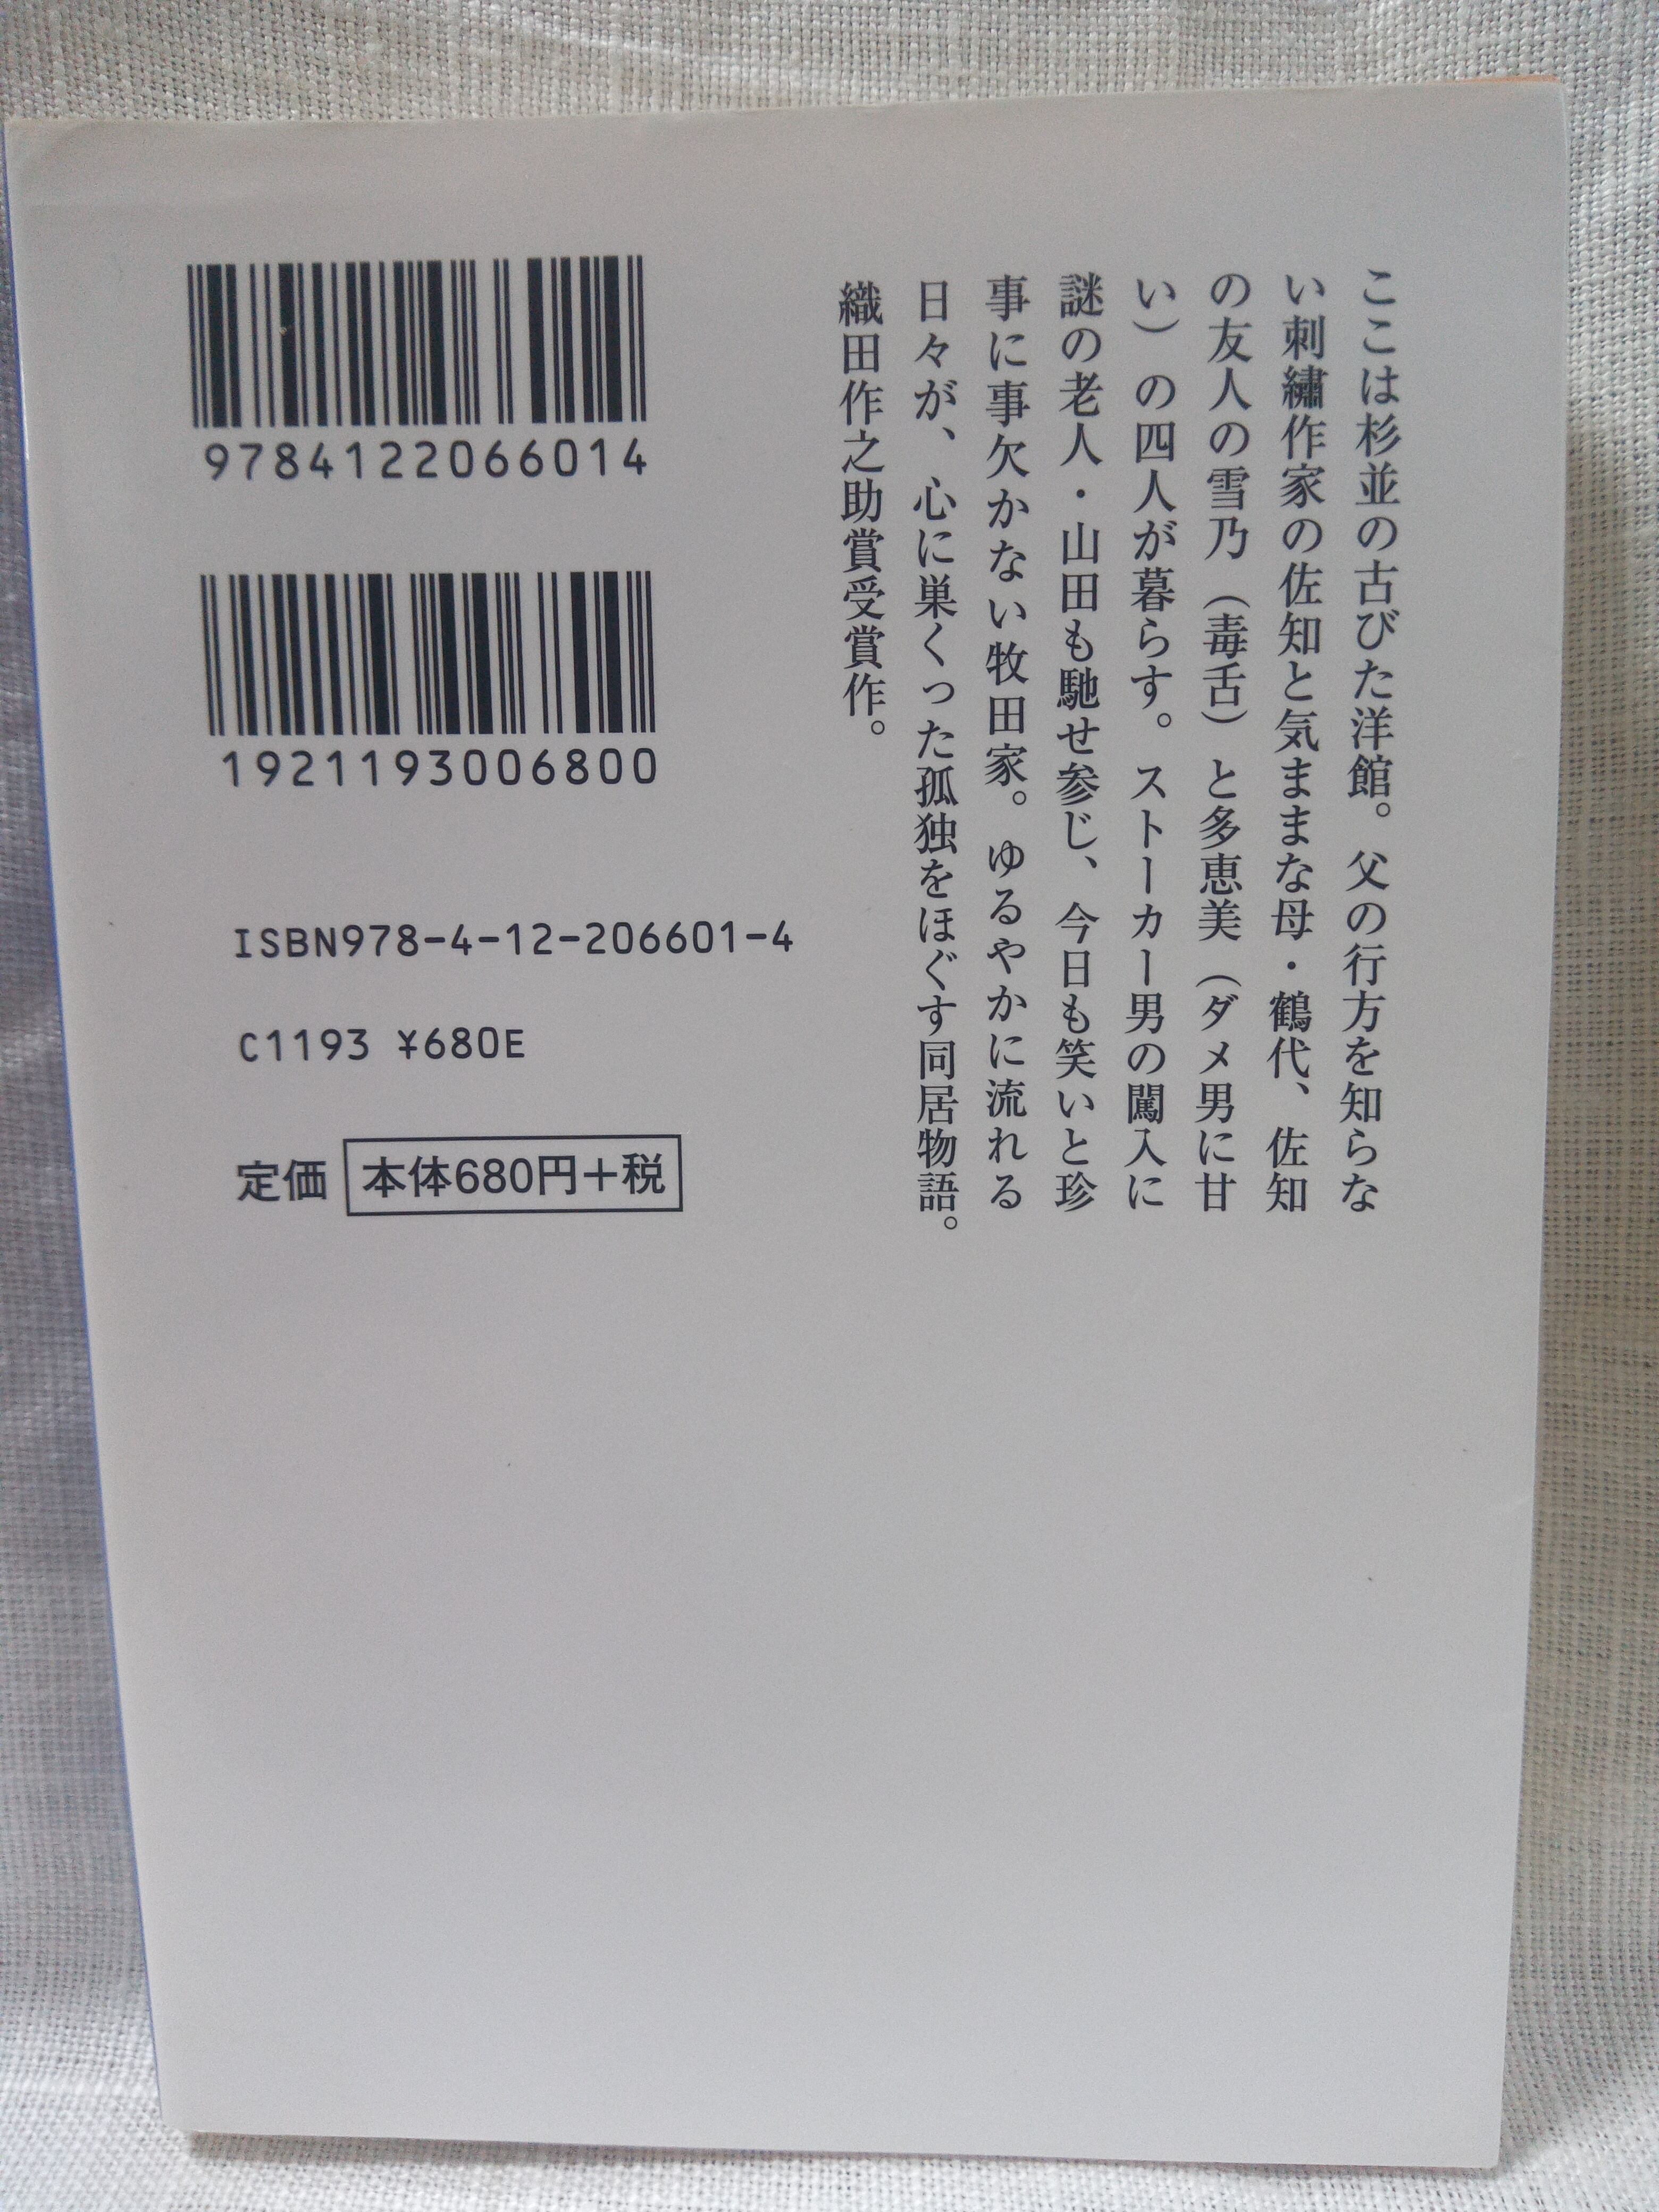 ここは杉並の古びた洋館。父の行方を知らな
い刺繡作家の佐知と気ままな母・鶴代、佐知
の友人の雪乃（毒舌）と多恵美（ダメ男に甘
い）の四人が暮らす。ストーカー男の闖入に
謎の老人・山田も馳せ参じ、今日も笑いと珍
事に事欠かない牧田家。ゆるやかに流れる
日々が、心に巣くった孤独をほぐす同居物語。
織田作之助賞受賞作。
9784122066014
1921193006800
ISBN978-4-12-206601-4
C1193 ¥680E
定価 本体680円+税